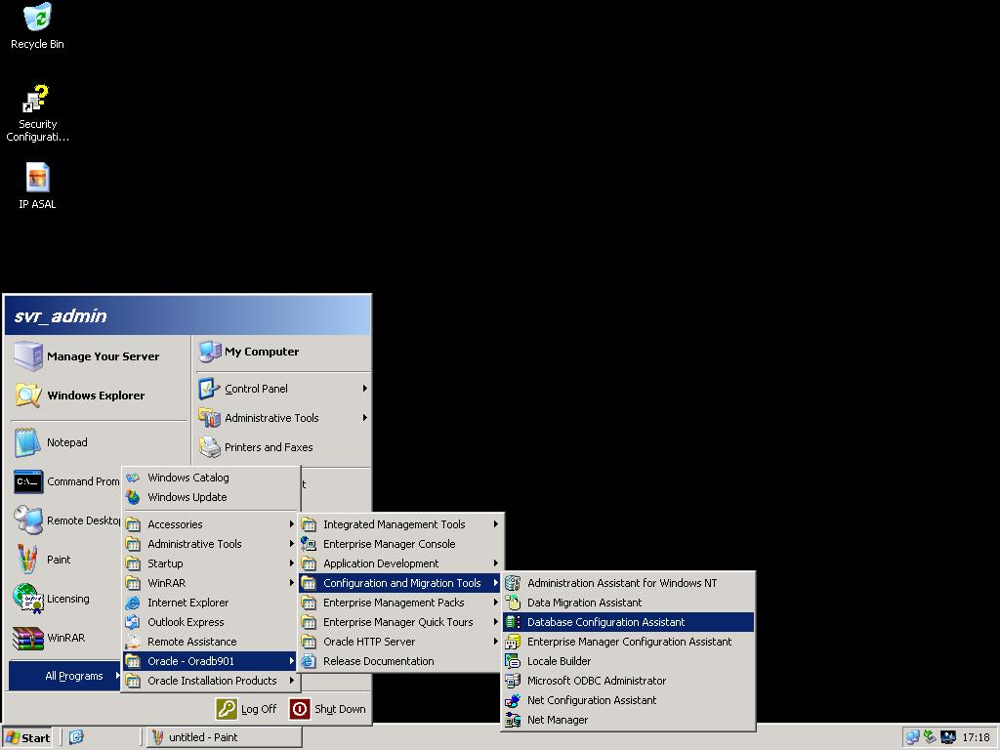 Recycle Bin
Security
Configurati...
IP ASAL
svr_admin
Manage Your Server
Windows Explorer
Notepad
Command Prom
Remote Deskto
Paint
Licensing
WinRAR
All Programs
My Computer
Control Panel
Administrative Tools
Printers and Faxes
t
Log Off
Shut Down
Windows Catalog
Windows Update
Accessories
Administrative Tools
Startup
WinRAR
Internet Explorer
Outlook Express
Remote Assistance
Oracle - Oradb901
Oracle Installation Products
Integrated Management Tools
Enterprise Manager Console
Application Development
Configuration and Migration Tools
Enterprise Management Packs
Enterprise Manager Quick Tours
Oracle HTTP Server
Release Documentation
Administration Assistant for Windows NT
Data Migration Assistant
Database Configuration Assistant
Enterprise Manager Configuration Assistant
Locale Builder
Microsoft ODBC Administrator
Net Configuration Assistant
Net Manager
Start
untitled - Paint
17:18